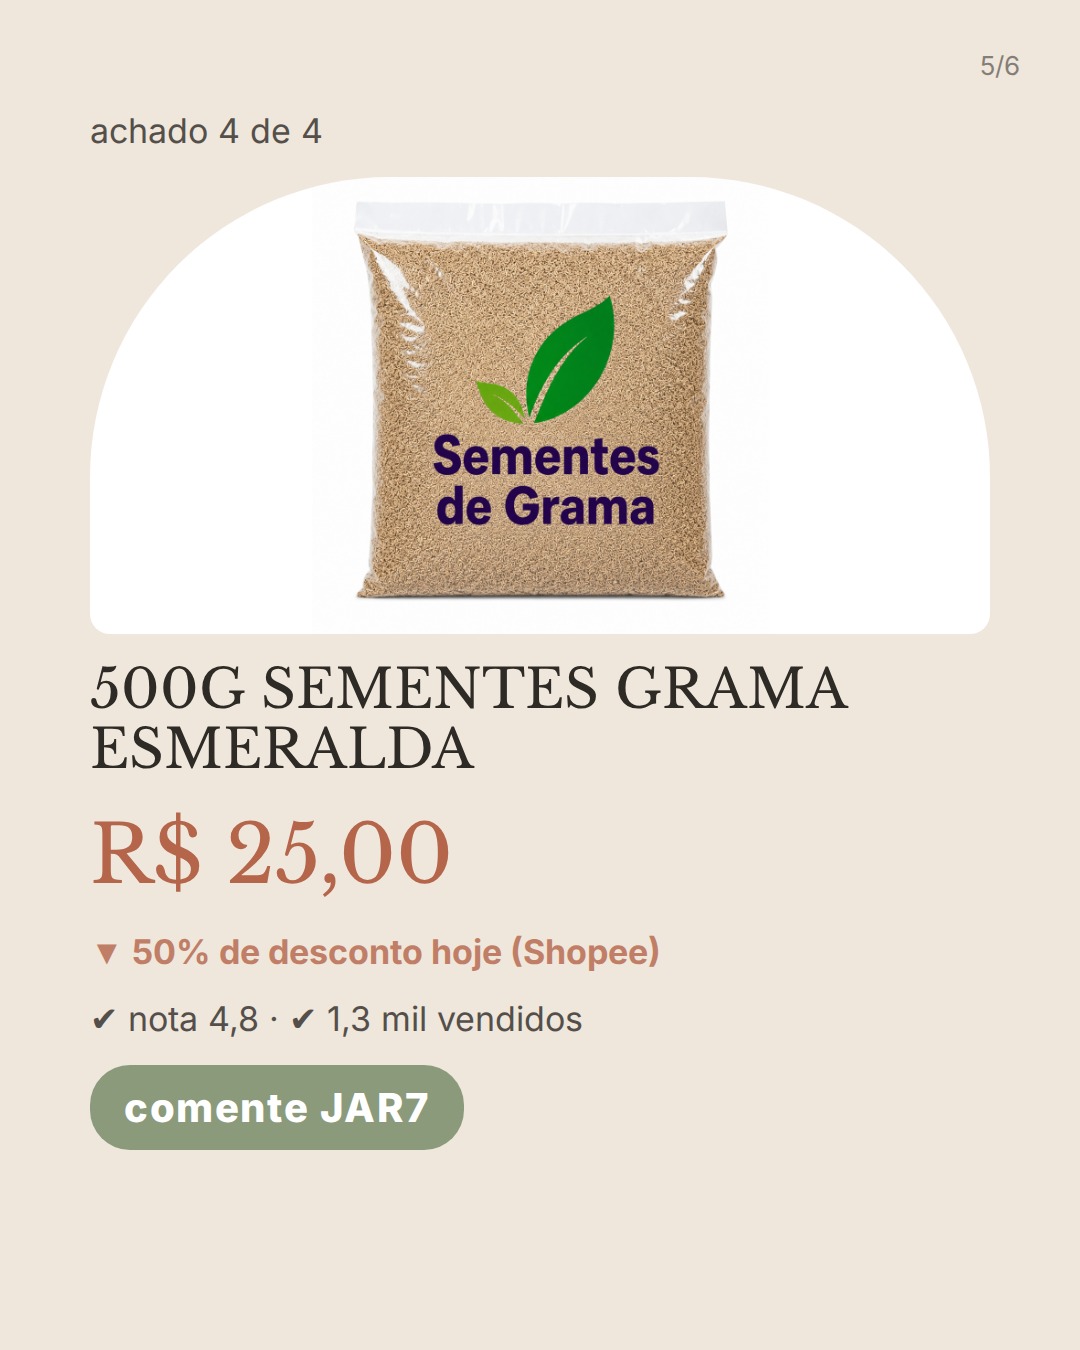 5/6
achado 4 de 4
Sementes
de Grama
500G SEMENTES GRAMA
ESMERALDA
R$ 25,00
▼ 50% de desconto hoje (Shopee)
✔ nota 4,8 · ✔ 1,3 mil vendidos
comente JAR7